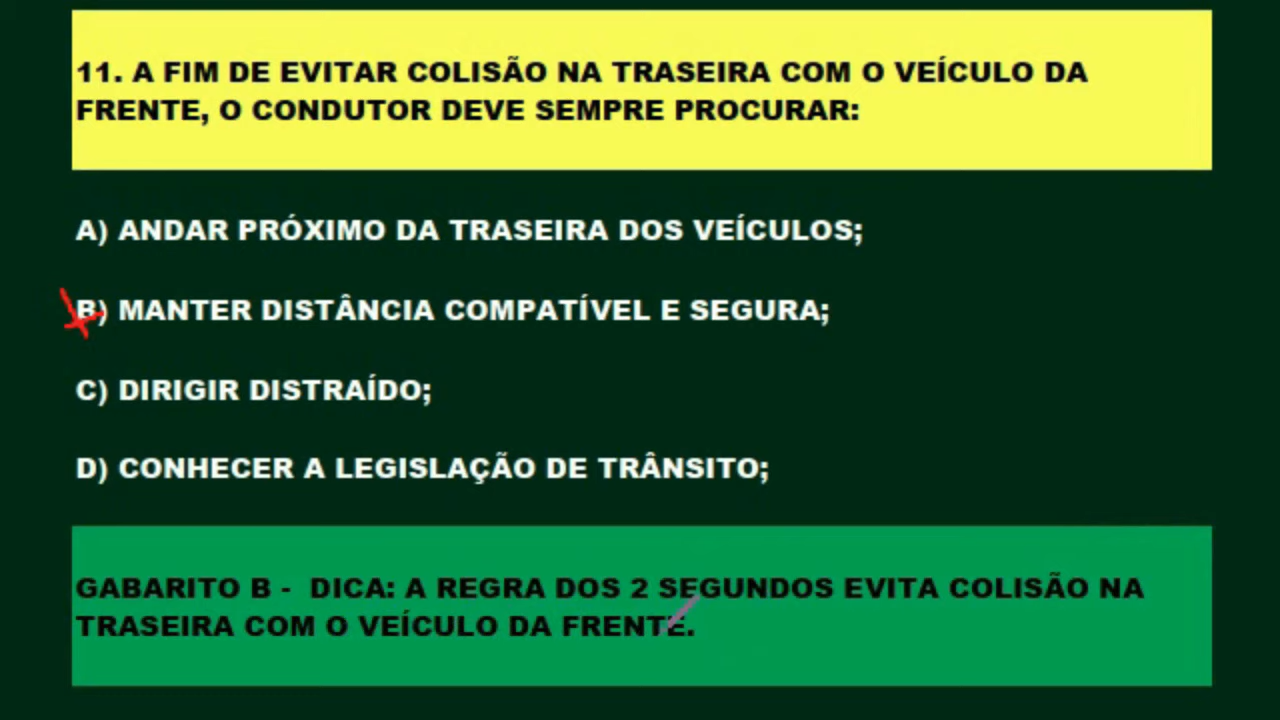 11. A FIM DE EVITAR COLISÃO NA TRASEIRA COM O VEÍCULO DA
FRENTE, O CONDUTOR DEVE SEMPRE PROCURAR:
A) ANDAR PRÓXIMO DA TRASEIRA DOS VEÍCULOS;
B) MANTER DISTÂNCIA COMPATÍVEL E SEGURA;
C) DIRIGIR DISTRAÍDO;
D) CONHECER A LEGISLAÇÃO DE TRÂNSITO;
GABARITO B - DICA: A REGRA DOS 2 SEGUNDOS EVITA COLISÃO NA
TRASEIRA COM O VEÍCULO DA FRENTE.